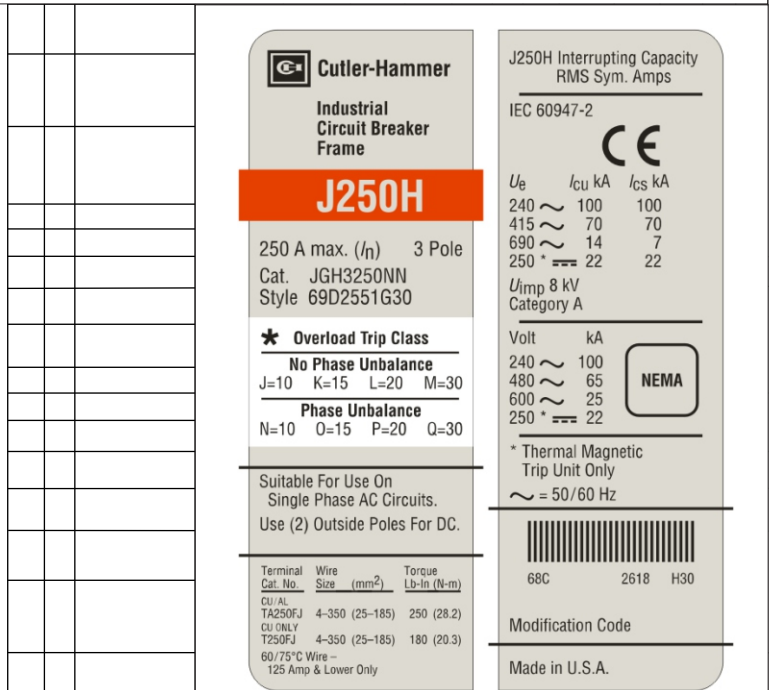 Cutler-Hammer
Industrial
Circuit Breaker
Frame
J250H
250 A max. (In) 3 Pole
Cat. JGH3250NN
Style 69D2551G30
* Overload Trip Class
No Phase Unbalance
J=10 K=15 L=20 M=30
Phase Unbalance
N=10 O=15 P=20 Q=30
Suitable For Use On
Single Phase AC Circuits.
Use (2) Outside Poles For DC.
Terminal Wire Torque
Cat. No. Size (mm2) Lb-In (N-m)
CU/AL
TA250FJ 4–350 (25–185) 250 (28.2)
CU ONLY
T250FJ 4–350 (25–185) 180 (20.3)
60/75°C Wire –
125 Amp & Lower Only
J250H Interrupting Capacity
RMS Sym. Amps
IEC 60947-2
CE
Ue Icu kA Ics kA
240 ~ 100 100
415 ~ 70 70
690 ~ 14 7
250 * ⎓ 22 22
Uimp 8 kV
Category A
Volt kA
240 ~ 100
480 ~ 65
600 ~ 25
250 * ⎓ 22
NEMA
* Thermal Magnetic
Trip Unit Only
~ = 50/60 Hz
68C 2618 H30
Modification Code
Made in U.S.A.